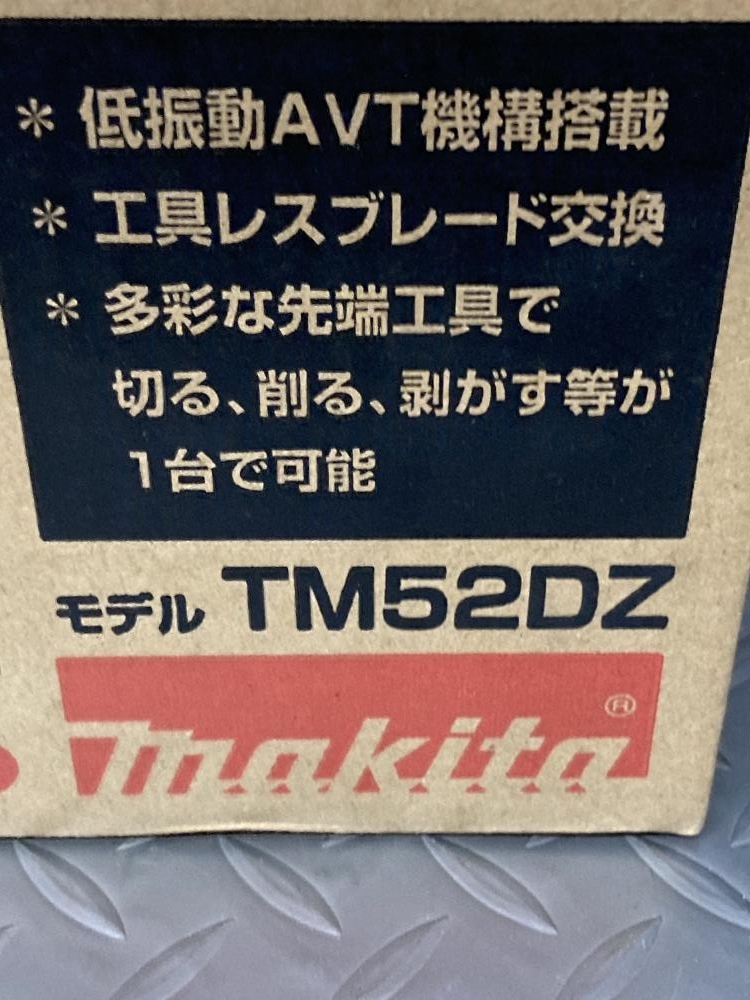 * 低振動AVT機構搭載
* 工具レスブレード交換
* 多彩な先端工具で
切る、削る、剥がす等が
1台で可能
モデル TM52DZ
makita®